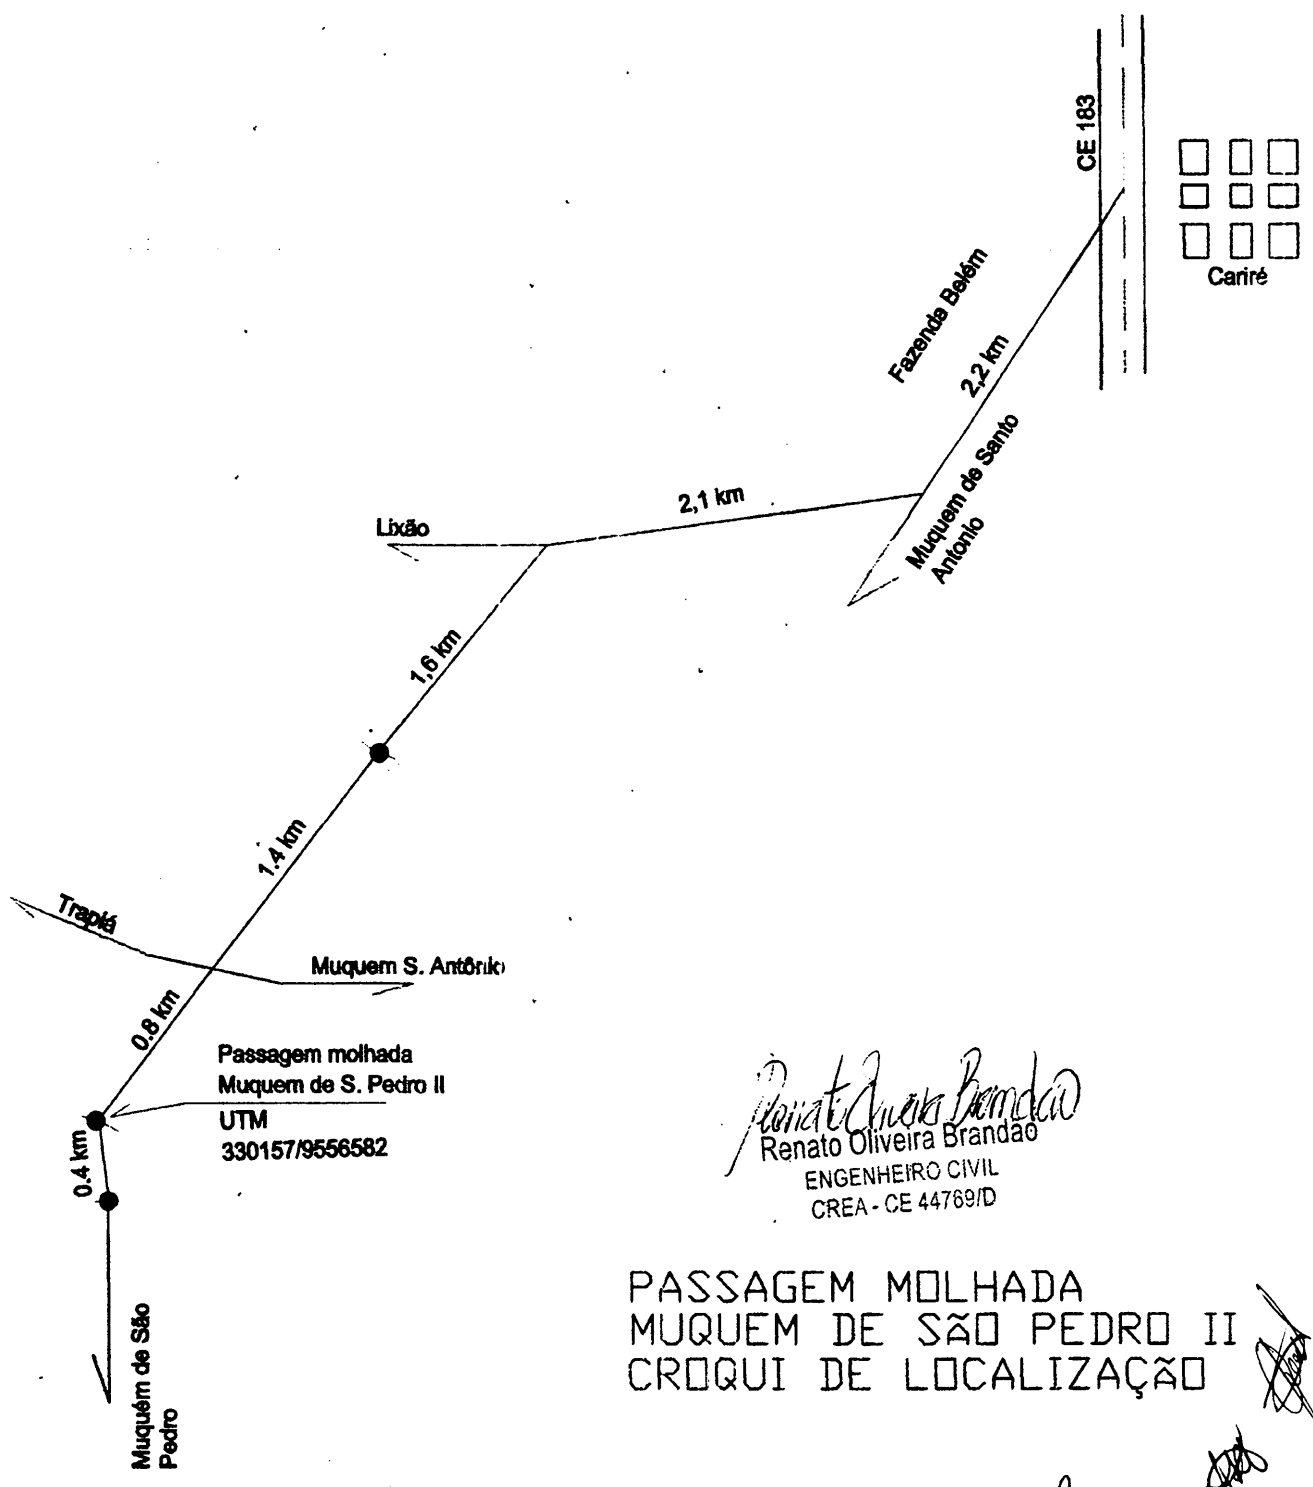 CE 183
Cariré
Fazenda Belém
2,2 km
Muquem de Santo
Antonio
2,1 km
Lixão
1,6 km
1.4 km
Trapiá
Muquem S. Antônio
0.8 km
Passagem molhada
Muquem de S. Pedro II
UTM
330157/9556582
0.4 km
Muquém de São
Pedro
Renato Oliveira Brandão
Renato Oliveira Brandão
ENGENHEIRO CIVIL
CREA - CE 44769/D
PASSAGEM MOLHADA
MUQUEM DE SÃO PEDRO II
CROQUI DE LOCALIZAÇÃO